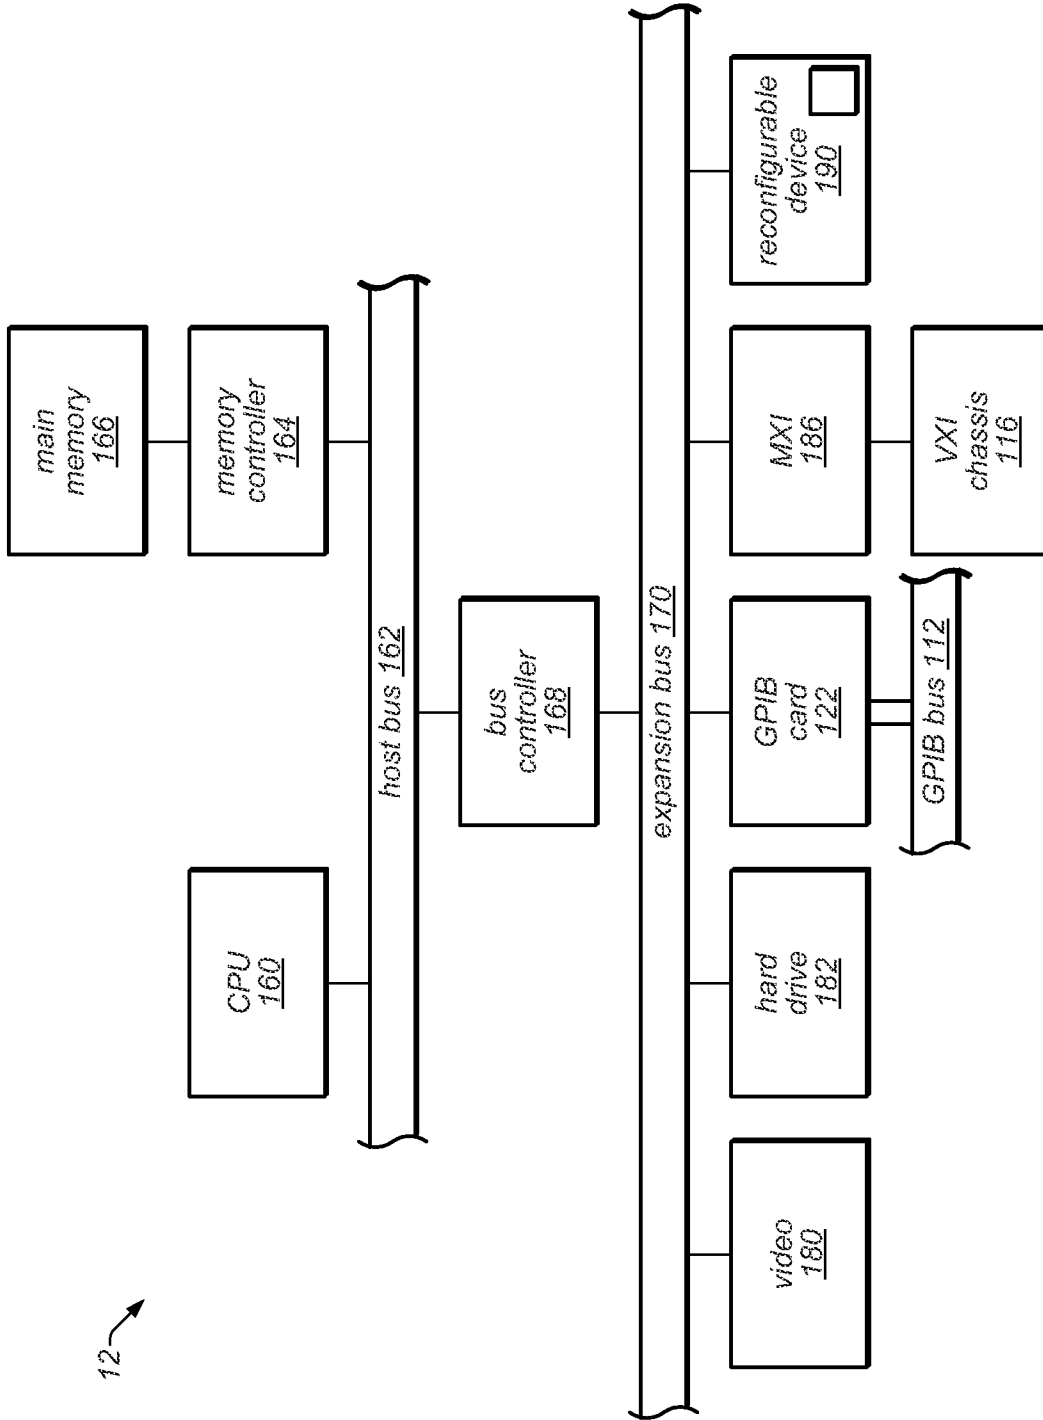 12
CPU
160
main
memory
166
memory
controller
164
host bus 162
bus
controller
168
expansion bus 170
video
180
hard
drive
182
GPIB
card
122
MXI
186
reconfigurable
device
190
GPIB bus 112
VXI
chassis
116